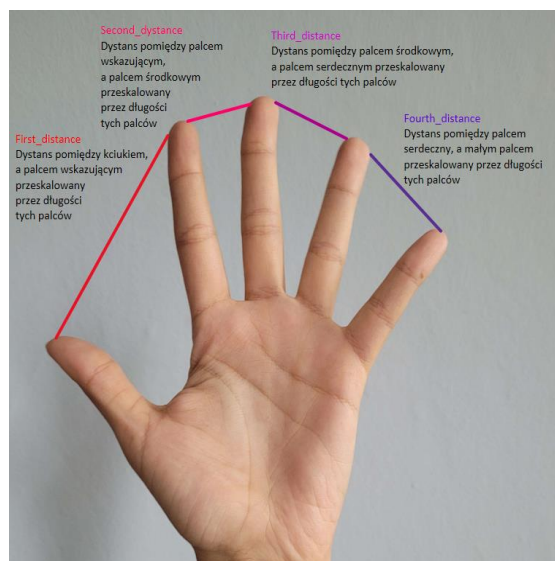 Second_dystance
Dystans pomiędzy palcem
wskazującym,
a palcem środkowym
przeskalowany
przez długości
tych palców
Third_distance
Dystans pomiędzy palcem środkowym,
a palcem serdecznym przeskalowany
przez długości tych palców
Fourth_distance
Dystans pomiędzy palcem
serdeczny, a małym palcem
przeskalowany przez długości
tych palców
First_distance
Dystans pomiędzy kciukiem,
a palcem wskazującym
przeskalowany
przez długości
tych palców